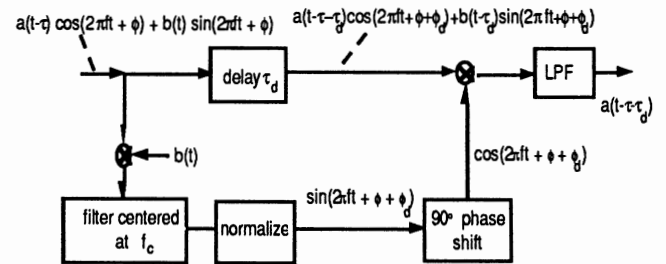 a(t-τ) cos(2πft + ϕ) + b(t) sin(2πft + ϕ)
a(t-τ-τd)cos(2πft+ϕ+ϕd)+b(t-τd)sin(2πft+ϕ+ϕd)
delay τd
LPF
a(t-τ-τd)
b(t)
cos(2πft + ϕ + ϕd)
sin(2πft + ϕ + ϕd)
filter centered
at fc
normalize
90° phase
shift